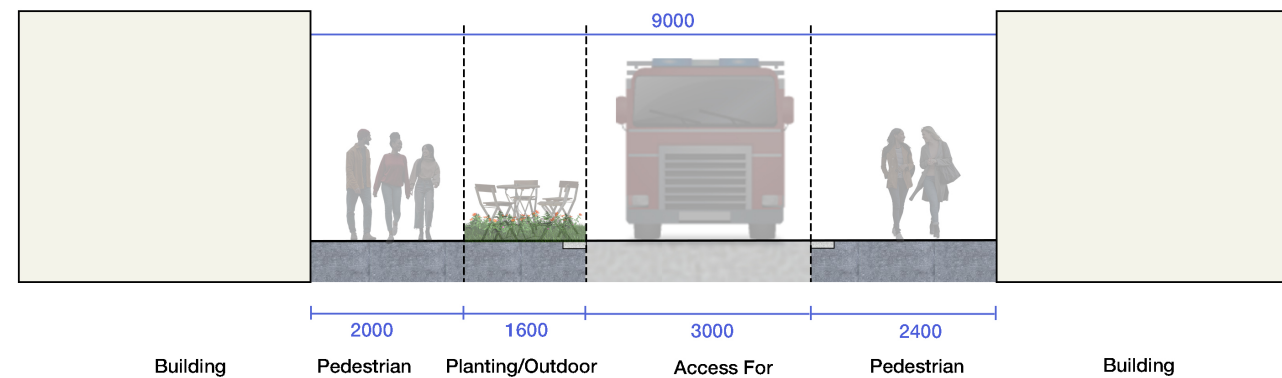 9000
2000 1600 3000 2400
Building Pedestrian Planting/Outdoor Access For Pedestrian Building